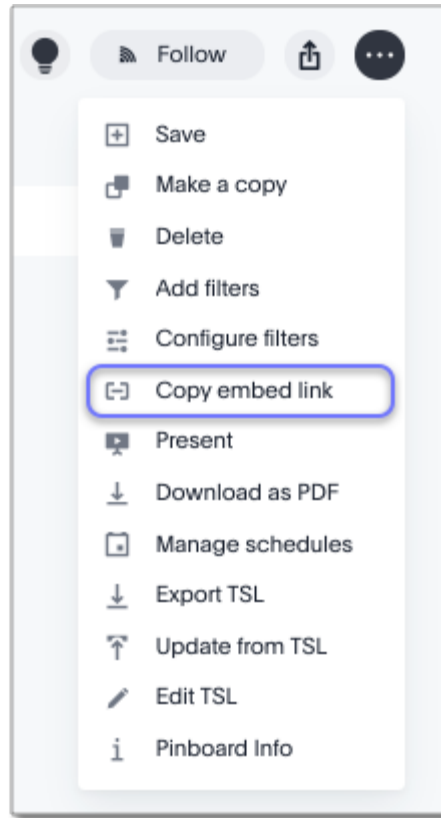 Follow
Save
Make a copy
Delete
Add filters
Configure filters
Copy embed link
Present
Download as PDF
Manage schedules
Export TSL
Update from TSL
Edit TSL
Pinboard Info